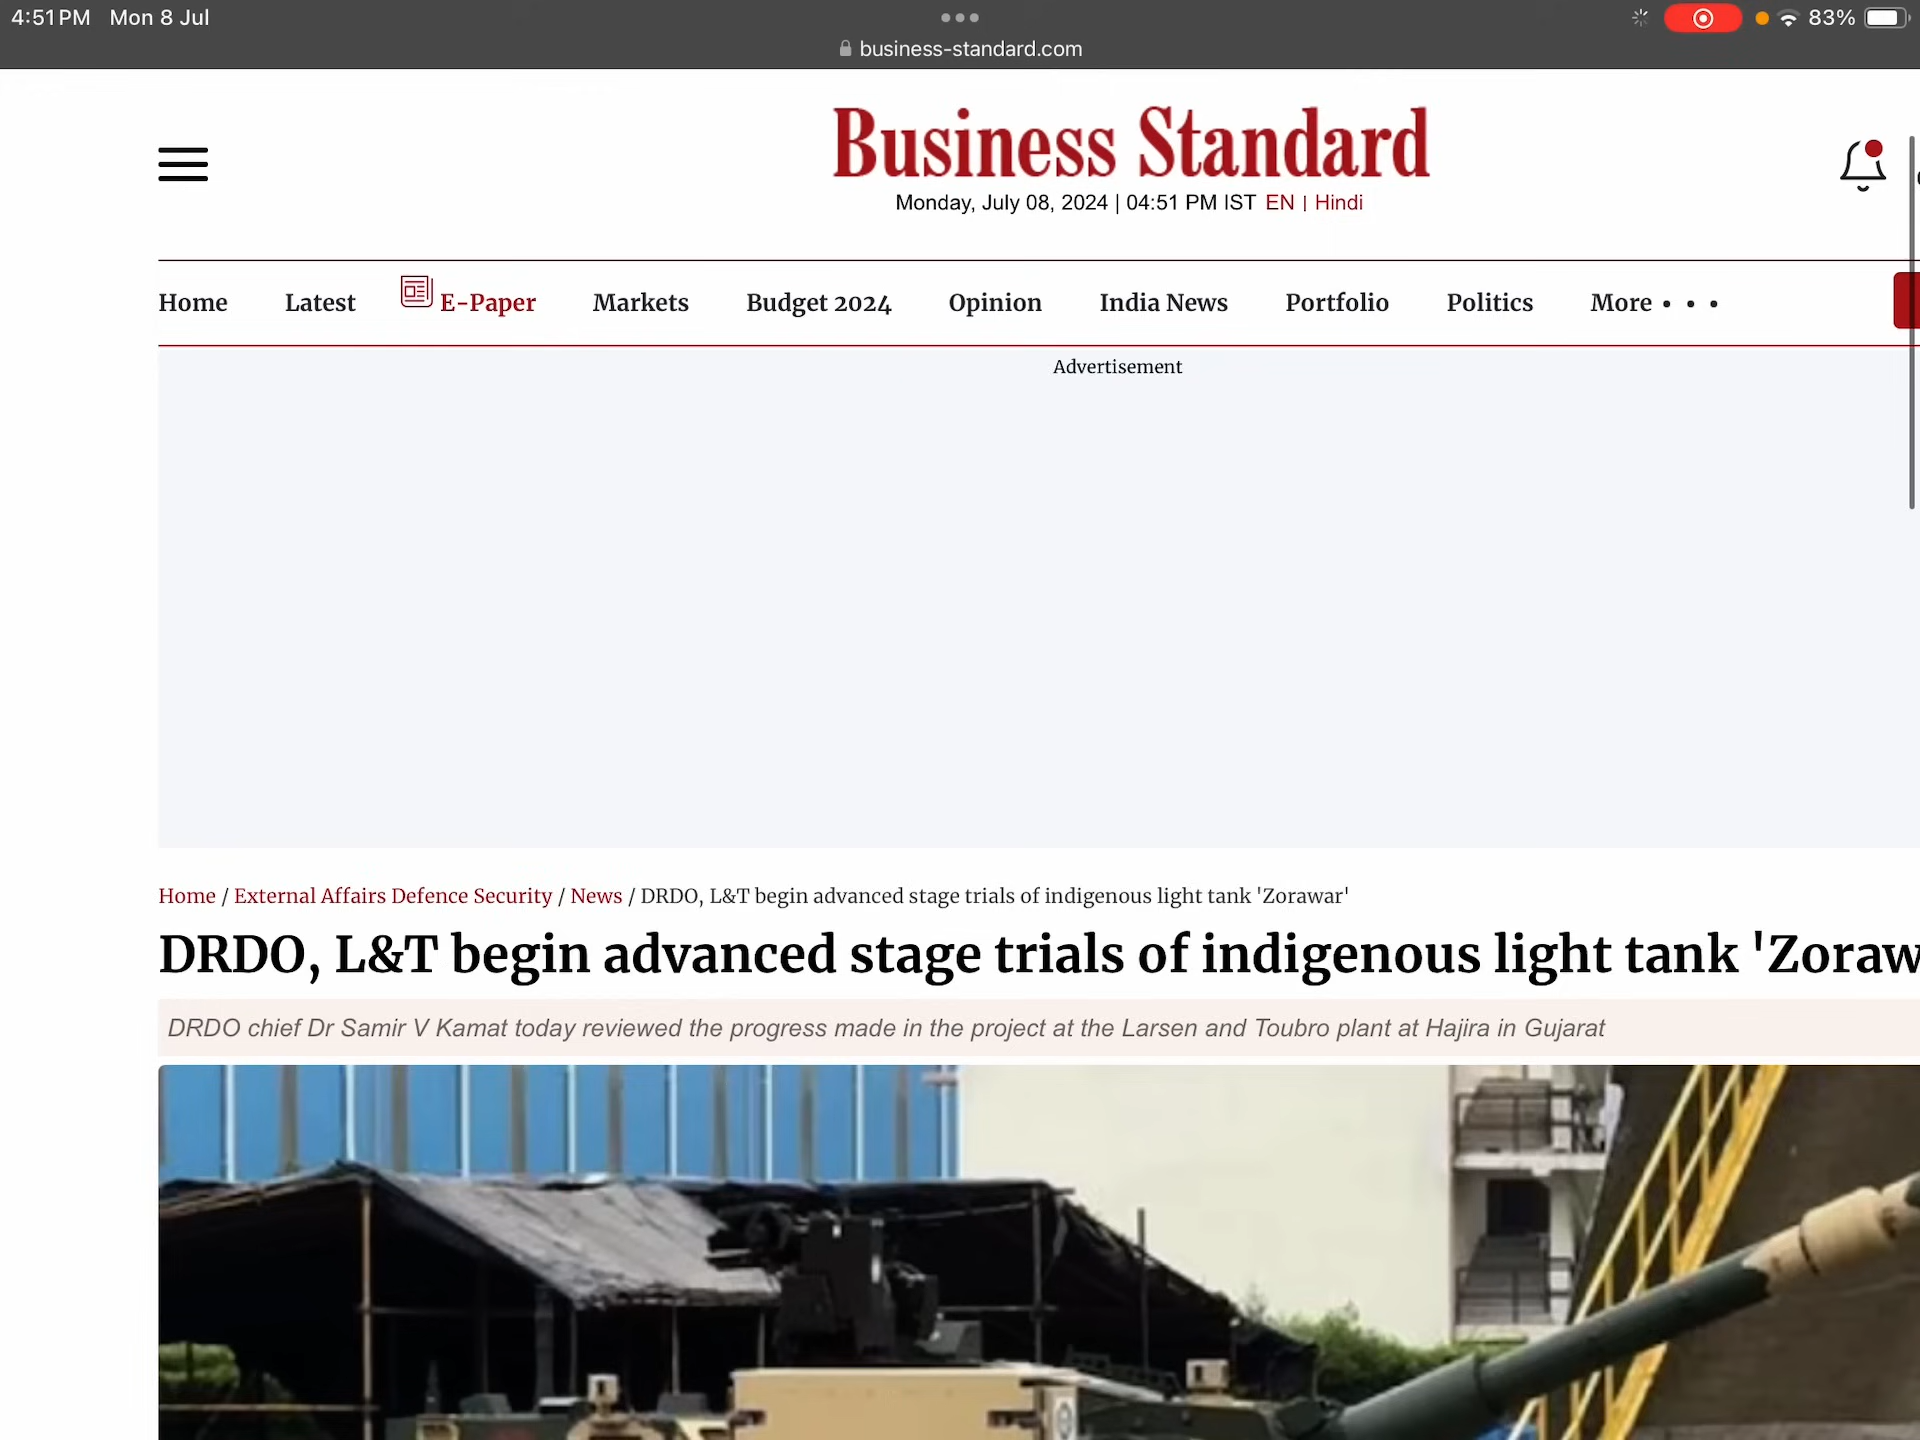 4:51 PM Mon 8 Jul
83%
business-standard.com
Business Standard
Monday, July 08, 2024 | 04:51 PM IST EN | Hindi
Home Latest E-Paper Markets Budget 2024 Opinion India News Portfolio Politics More • • •
Advertisement
Home / External Affairs Defence Security / News / DRDO, L&T begin advanced stage trials of indigenous light tank 'Zorawar'
DRDO, L&T begin advanced stage trials of indigenous light tank 'Zoraw
DRDO chief Dr Samir V Kamat today reviewed the progress made in the project at the Larsen and Toubro plant at Hajira in Gujarat